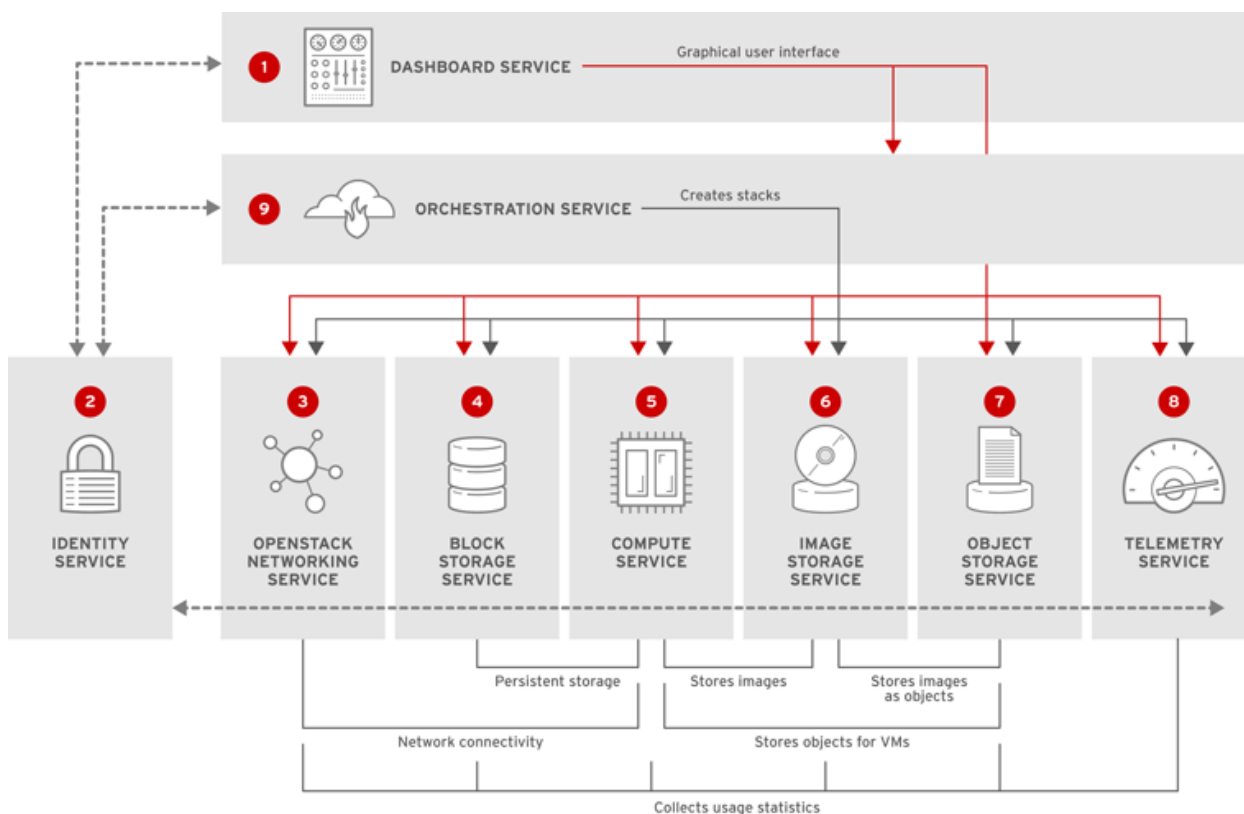 1
DASHBOARD SERVICE
Graphical user interface
9
ORCHESTRATION SERVICE
Creates stacks
2
IDENTITY
SERVICE
3
OPENSTACK
NETWORKING
SERVICE
4
BLOCK
STORAGE
SERVICE
5
COMPUTE
SERVICE
6
IMAGE
STORAGE
SERVICE
7
OBJECT
STORAGE
SERVICE
8
TELEMETRY
SERVICE
Persistent storage
Stores images
Stores images
as objects
Network connectivity
Stores objects for VMs
Collects usage statistics